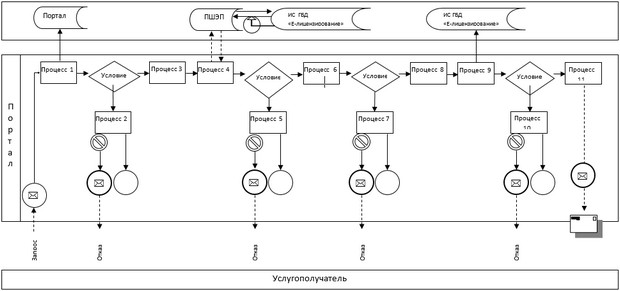 Портал
ПШЭП
ИС ГБД
«Е-лицензирование»
ИС ГБД
«Е-лицензирование»
Портал
Процесс 1
Условие
Процесс 3
Процесс 4
Условие
Процесс 6
Условие
Процесс 8
Процесс 9
Условие
Процесс 11
Процесс 2
Процесс 5
Процесс 7
Процесс 10
Запрос
Отказ
Отказ
Отказ
Отказ
Услугополучатель